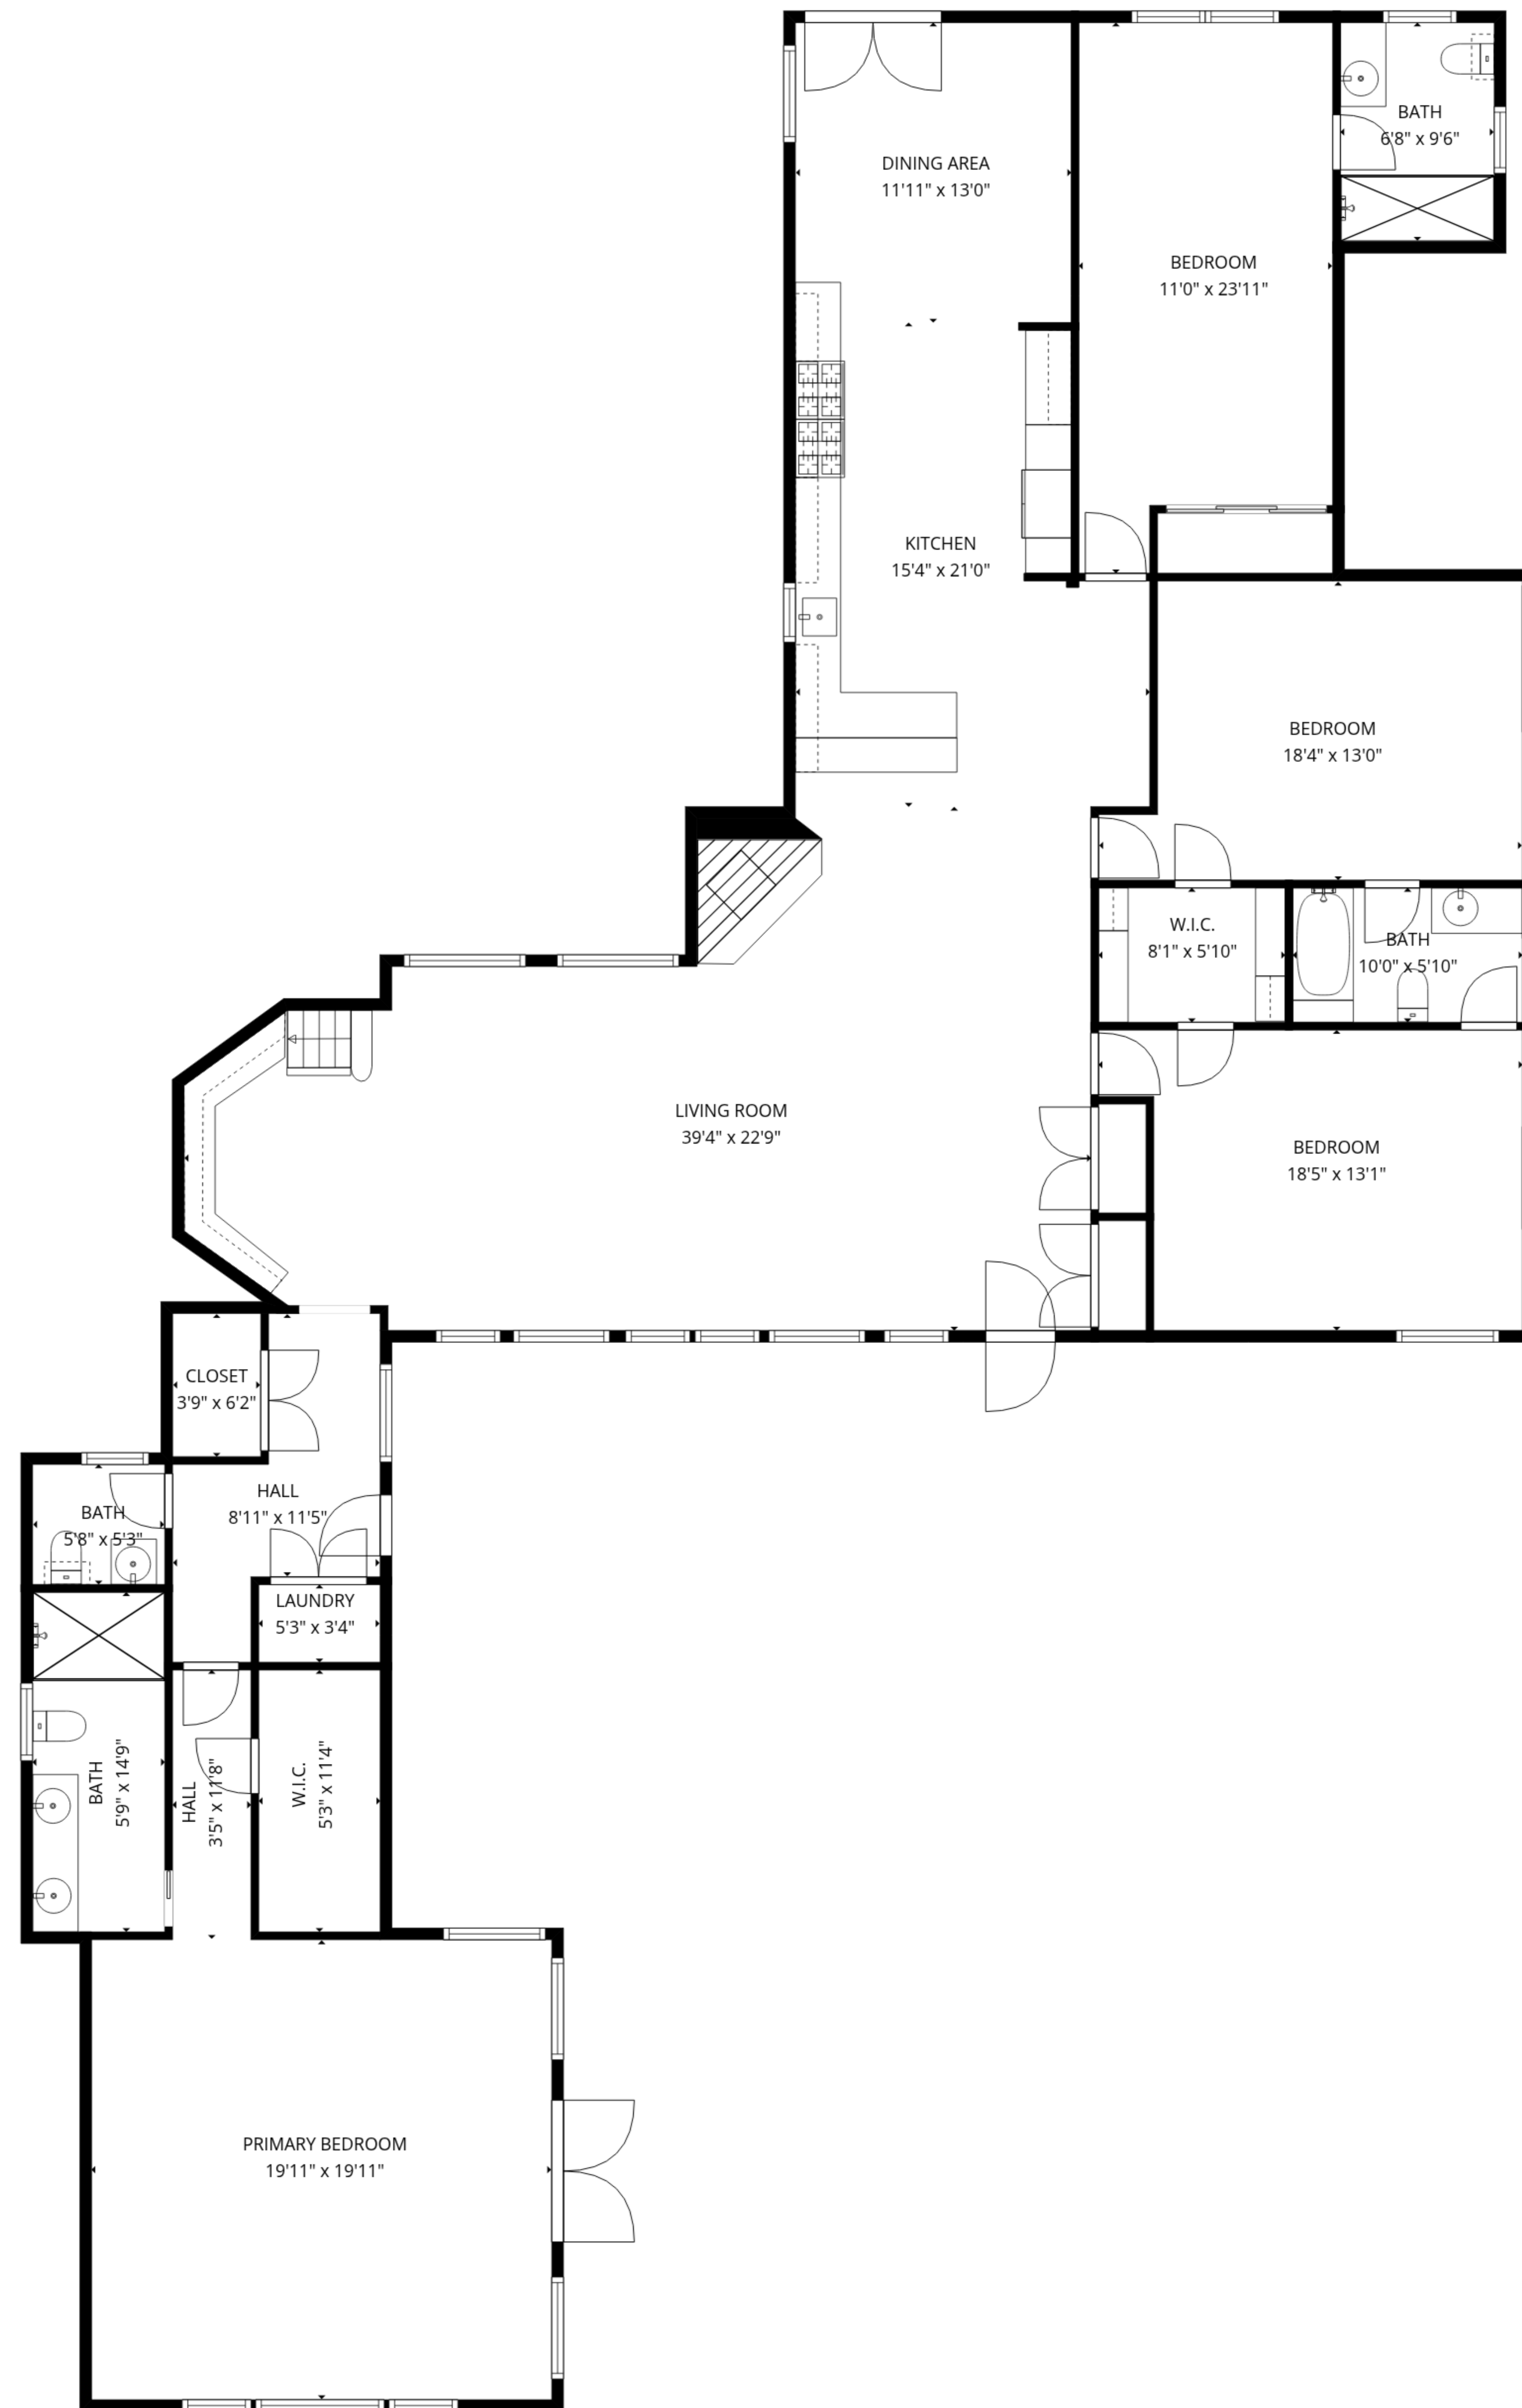 BATH
6'8" x 9'6"
DINING AREA
11'11" x 13'0"
BEDROOM
11'0" x 23'11"
KITCHEN
15'4" x 21'0"
BEDROOM
18'4" x 13'0"
W.I.C.
8'1" x 5'10"
BATH
10'0" x 5'10"
LIVING ROOM
39'4" x 22'9"
BEDROOM
18'5" x 13'1"
CLOSET
3'9" x 6'2"
HALL
8'11" x 11'5"
BATH
5'8" x 5'3"
LAUNDRY
5'3" x 3'4"
BATH
5'9" x 14'9"
HALL
3'5" x 11'8"
W.I.C.
5'3" x 11'4"
PRIMARY BEDROOM
19'11" x 19'11"